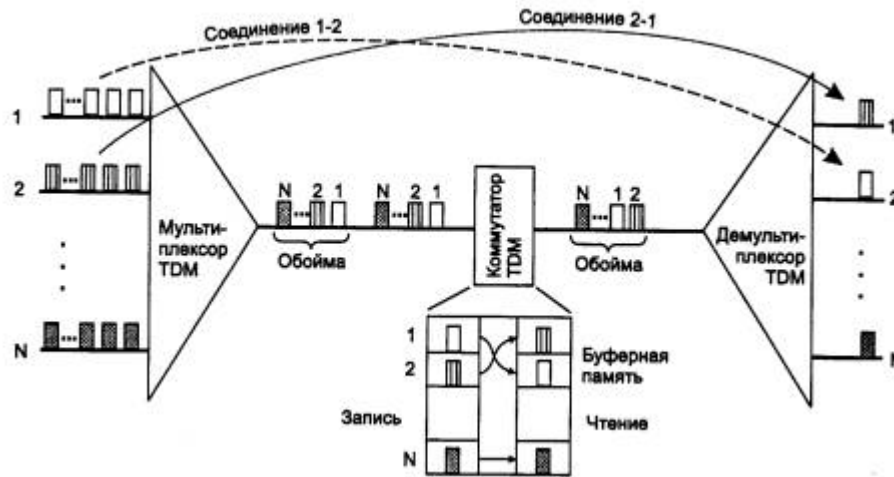 Соединение 1-2
Соединение 2-1
1
2
N
Мульти-
плексор
TDM
N ... 2 1
N ... 2 1
Обойма
Коммутатор
TDM
N ... 1 2
Обойма
Демульти-
плексор
TDM
1
2
N
1
2
N
Буферная
память
Запись
Чтение